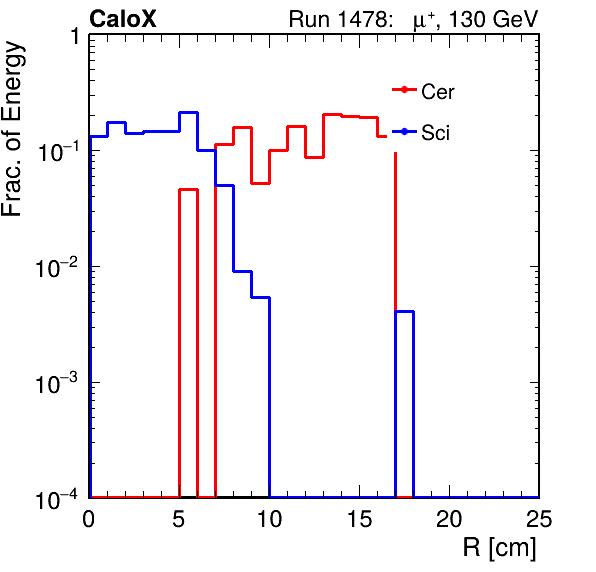 CaloX Run 1478: μ⁺, 130 GeV
Frac. of Energy
1
10⁻¹
10⁻²
10⁻³
10⁻⁴
Cer
Sci
0 5 10 15 20 25
R [cm]